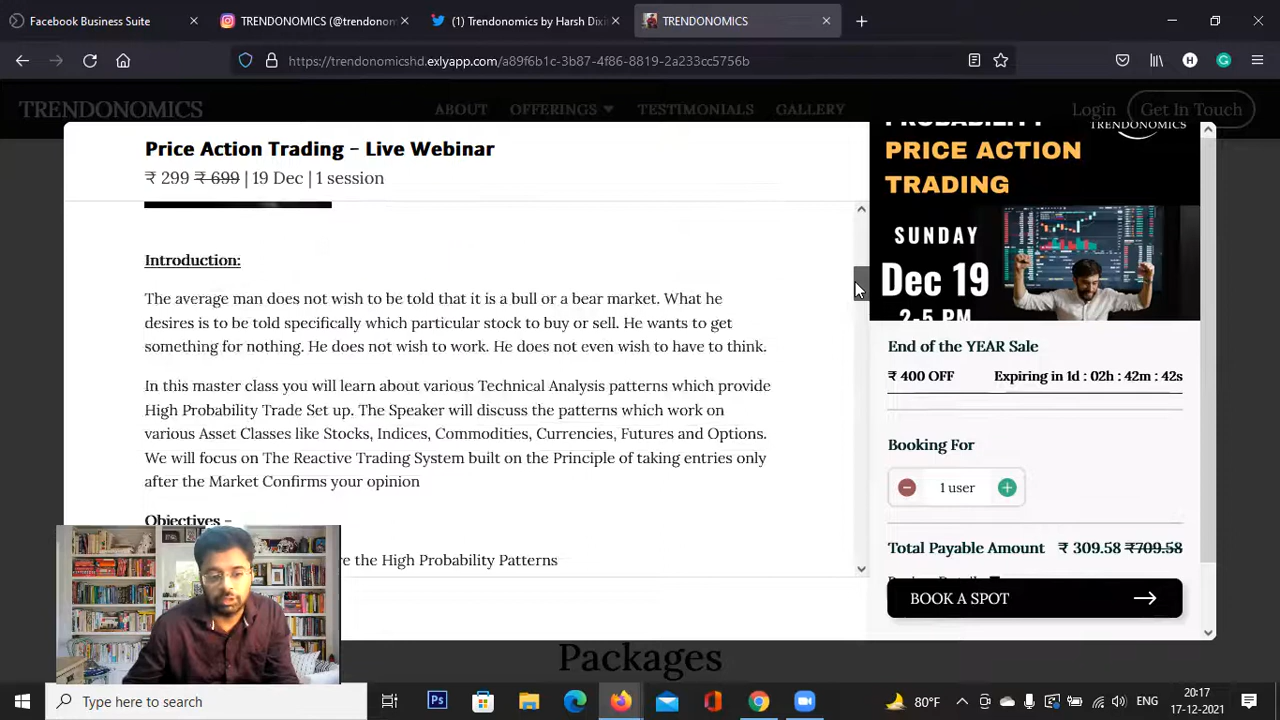 Facebook Business Suite
TRENDONOMICS (@trendonom
(1) Trendonomics by Harsh Dixi
TRENDONOMICS
https://trendonomicshd.exlyapp.com/a89f6b1c-3b87-4f86-8819-2a233cc5756b
TRENDONOMICS
ABOUT OFFERINGS TESTIMONIALS GALLERY
Login Get In Touch
Price Action Trading - Live Webinar
₹ 299 ₹ 699 | 19 Dec | 1 session
Introduction:
The average man does not wish to be told that it is a bull or a bear market. What he
desires is to be told specifically which particular stock to buy or sell. He wants to get
something for nothing. He does not wish to work. He does not even wish to have to think.
In this master class you will learn about various Technical Analysis patterns which provide
High Probability Trade Set up. The Speaker will discuss the patterns which work on
various Asset Classes like Stocks, Indices, Commodities, Currencies, Futures and Options.
We will focus on The Reactive Trading System built on the Principle of taking entries only
after the Market Confirms your opinion
Objectives -
re the High Probability Patterns
PROBABILITY
TRENDONOMICS
PRICE ACTION
TRADING
SUNDAY
Dec 19
2-5 PM
End of the YEAR Sale
₹ 400 OFF Expiring in 1d : 02h : 42m : 42s
Booking For
1 user
Total Payable Amount ₹ 309.58 ₹709.58
BOOK A SPOT
Packages
Type here to search
Ps
80°F
ENG
20:17
17-12-2021